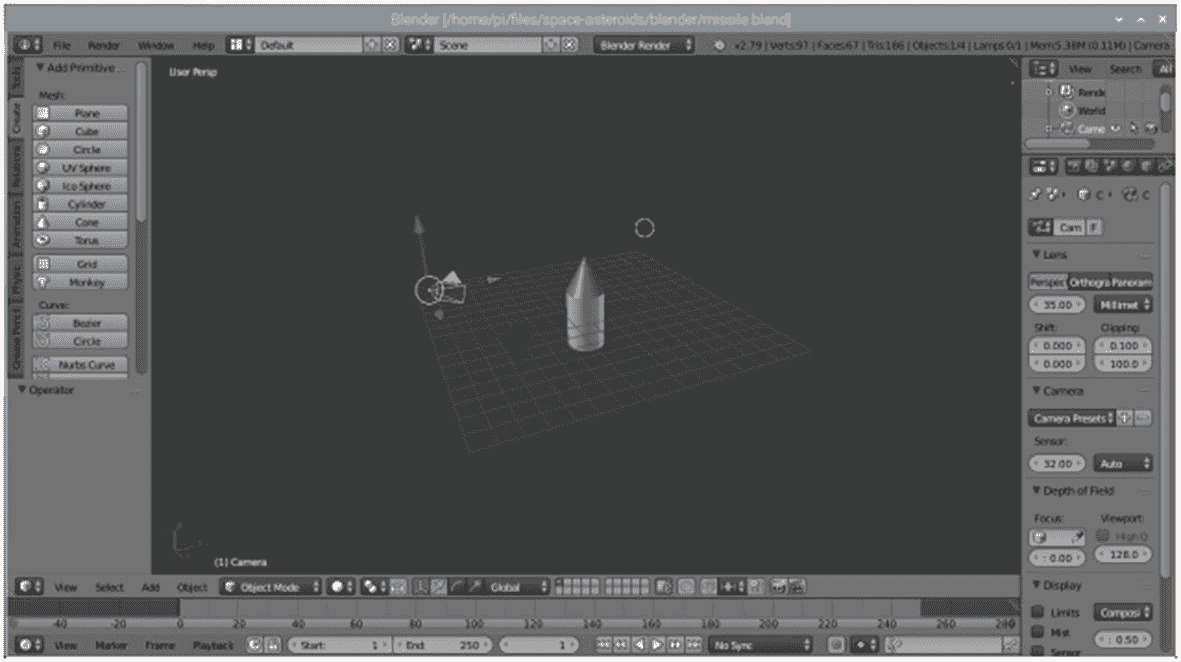 Blender [/home/pi/files/space-asteroids/blender/missile.blend]
File Render Window Help Default Scene Blender Render v2.79 | Verts:97 | Faces:67 | Tris:186 | Objects:1/4 | Lamps:0/1 | Mem:5.38M (0.11M) | Camera
Tools
Create
Relations
Animation
Physic
Grease Pencil
Add Primitive
Mesh:
Plane
Cube
Circle
UV Sphere
Ico Sphere
Cylinder
Cone
Torus
Grid
Monkey
Curve:
Bezier
Circle
Nurbs Curve
Operator
User Persp
(1) Camera
View Search All
Rende
World
Came
C C
Cam F
Lens
Perspec Orthogra Panoram
35.00 Millimet
Shift: Clipping:
0.000 0.100
0.000 100.0
Camera
Camera Presets
Sensor:
32.00 Auto
Depth of Field
Focus: Viewport:
High Q
: 0.00 128.0
Display
Limits Composi
Mist : 0.50
Sensor
View Select Add Object Object Mode Global
-40 -20 0 20 40 60 80 100 120 140 160 180 200 220 240 260 280
View Marker Frame Playback Start: 1 End: 250 1 No Sync